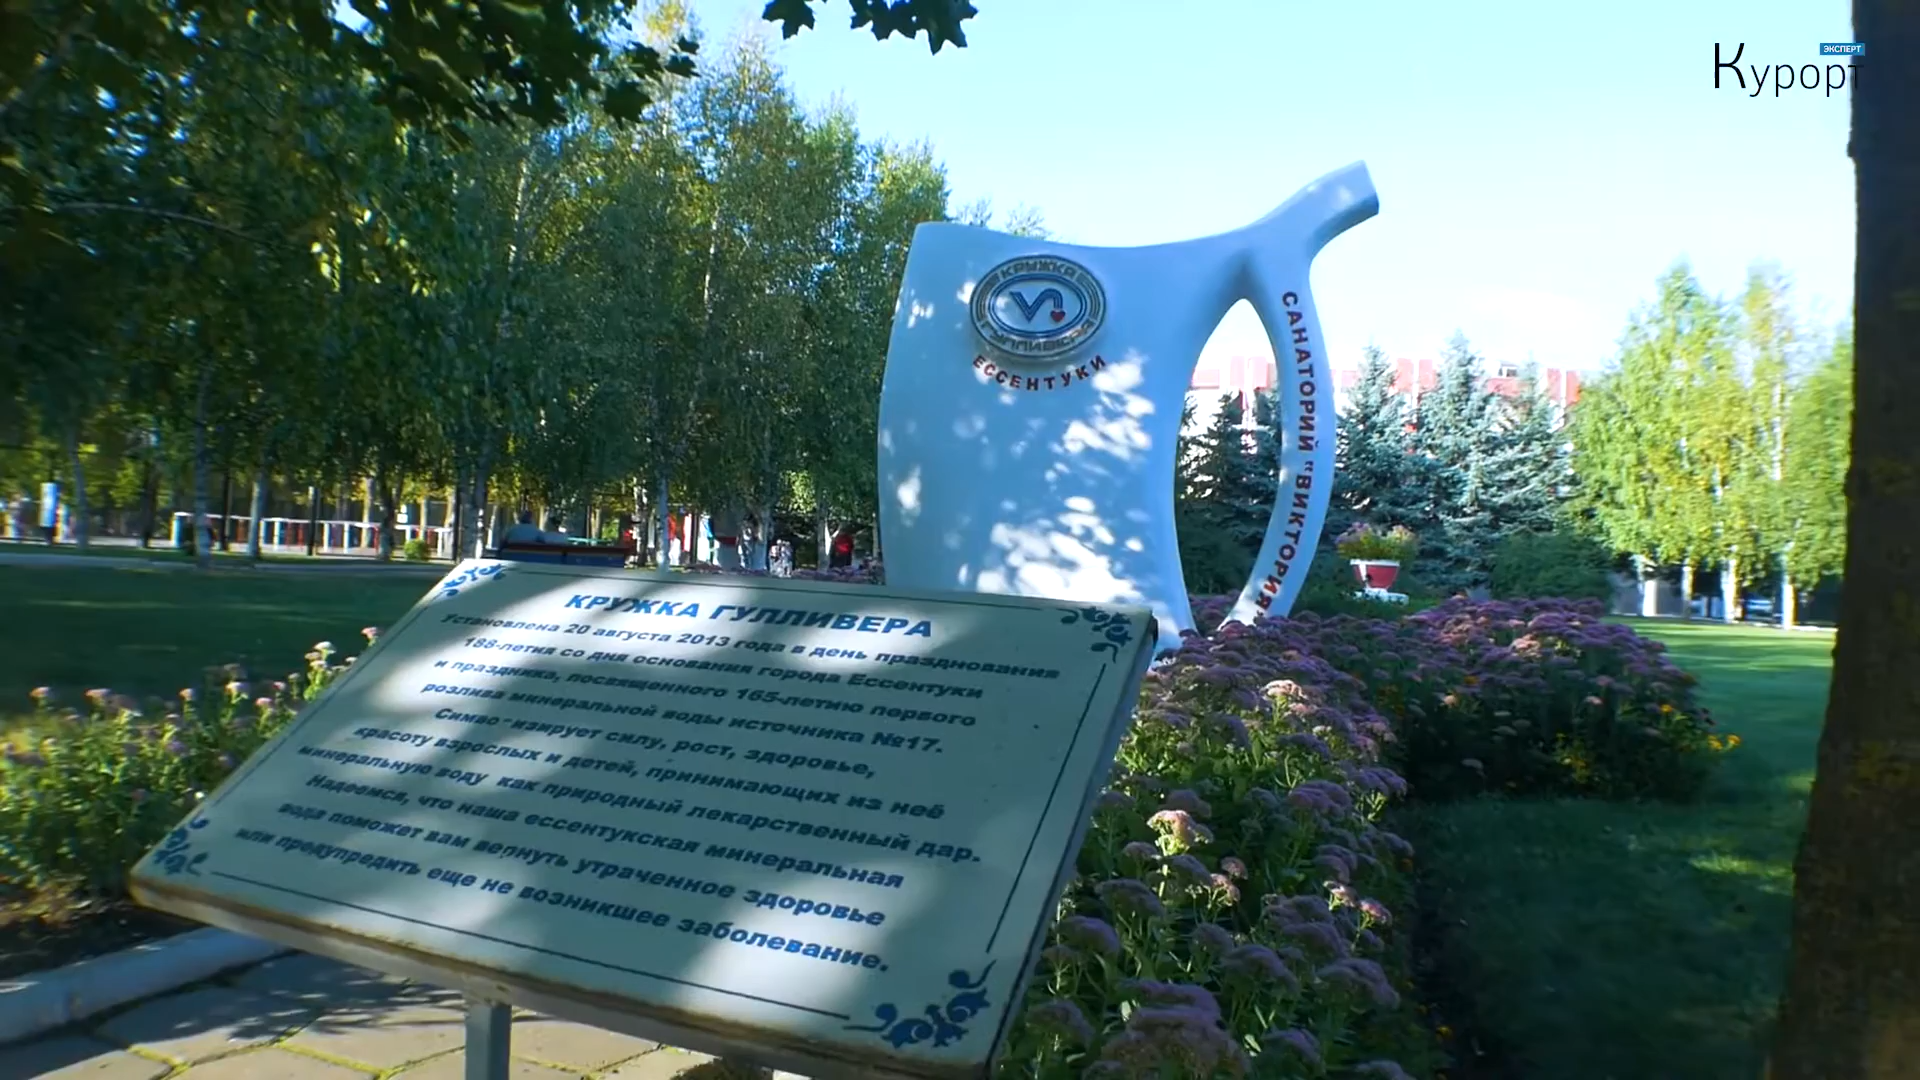 ЭКСПЕРТ
Курорт
КРУЖКА
ГУЛЛИВЕРА
ЕССЕНТУКИ
САНАТОРИЙ "ВИКТОРИЯ"
КРУЖКА ГУЛЛИВЕРА
Установлена 20 августа 2013 года в день празднования
188-летия со дня основания города Ессентуки
и праздника, посвященного 165-летию первого
розлива минеральной воды источника №17.
Симво изирует силу, рост, здоровье,
красоту взрослых и детей, принимающих из неё
минеральную воду как природный лекарственный дар.
Надеемся, что наша ессентукская минеральная
вода поможет вам вернуть утраченное здоровье
или предупредить еще не возникшее заболевание.